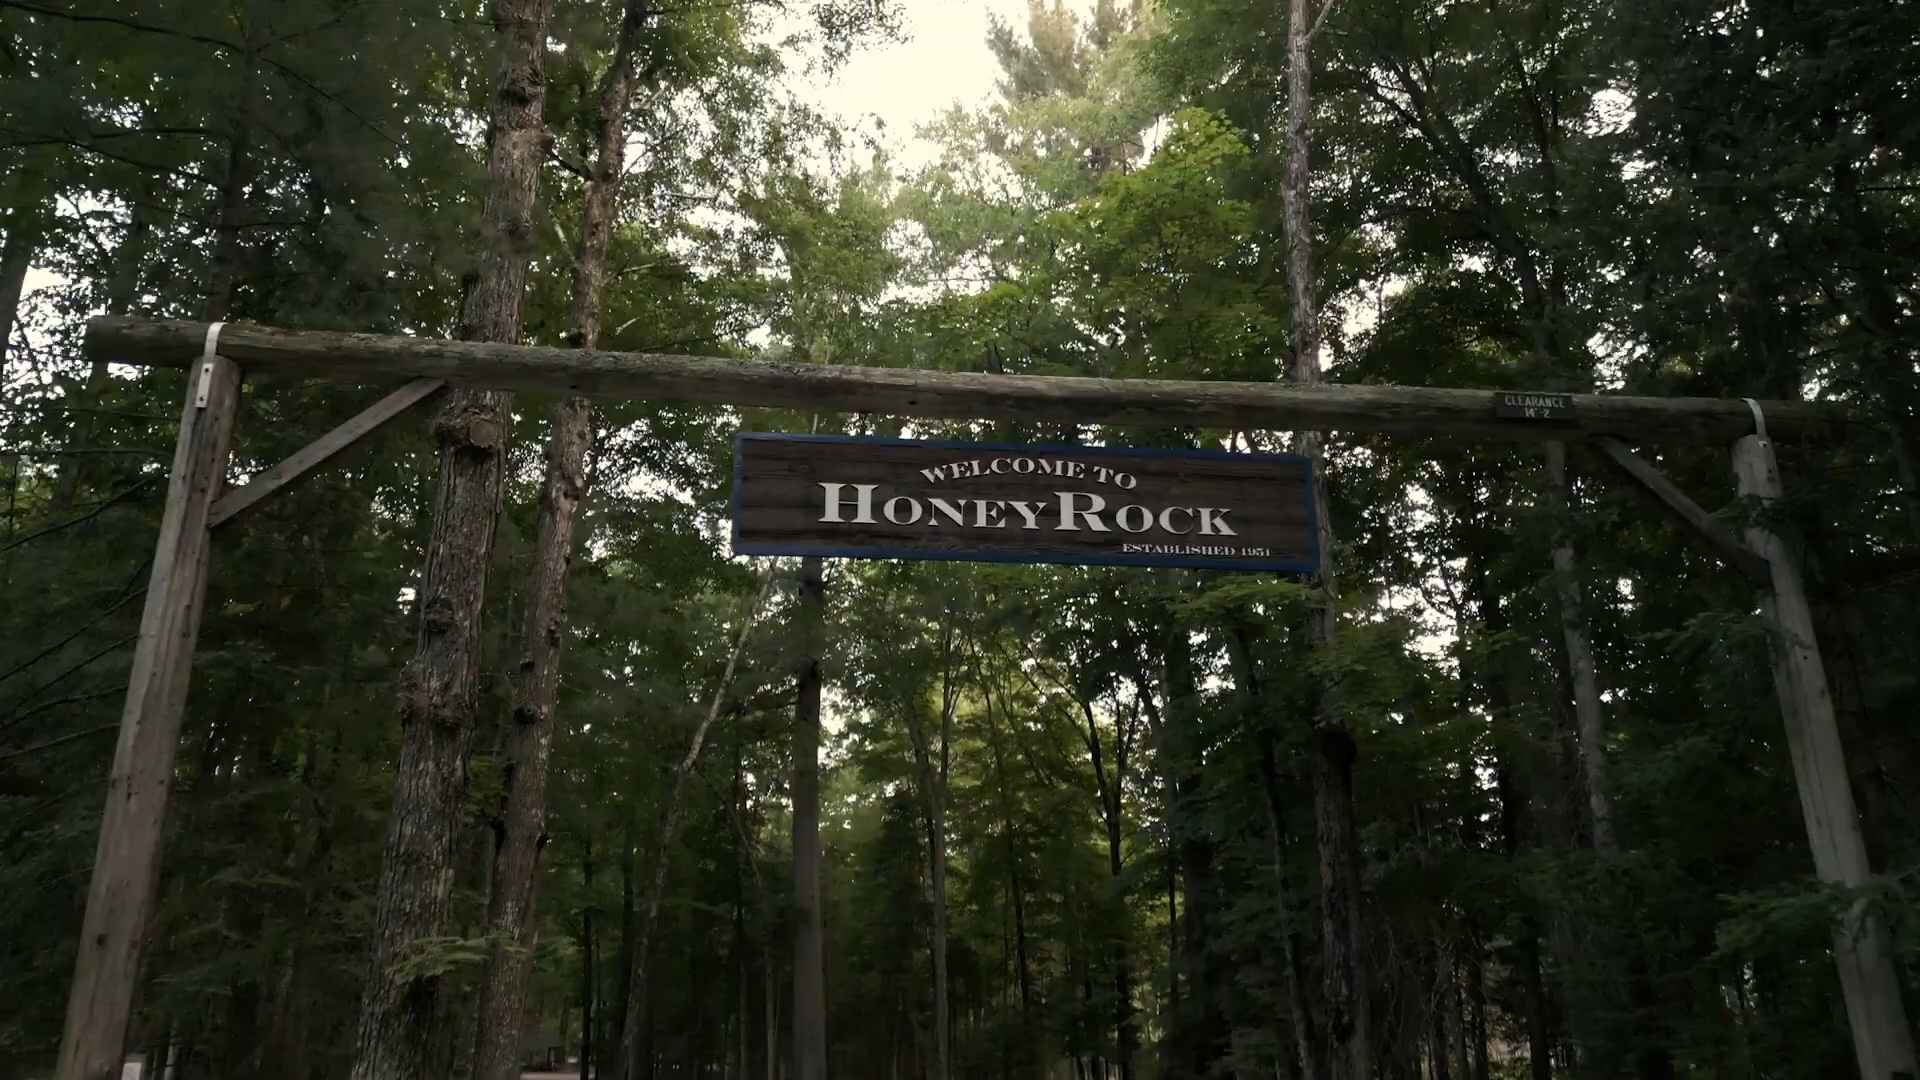 CLEARANCE
14'-2
WELCOME TO
HONEYROCK
ESTABLISHED 1951